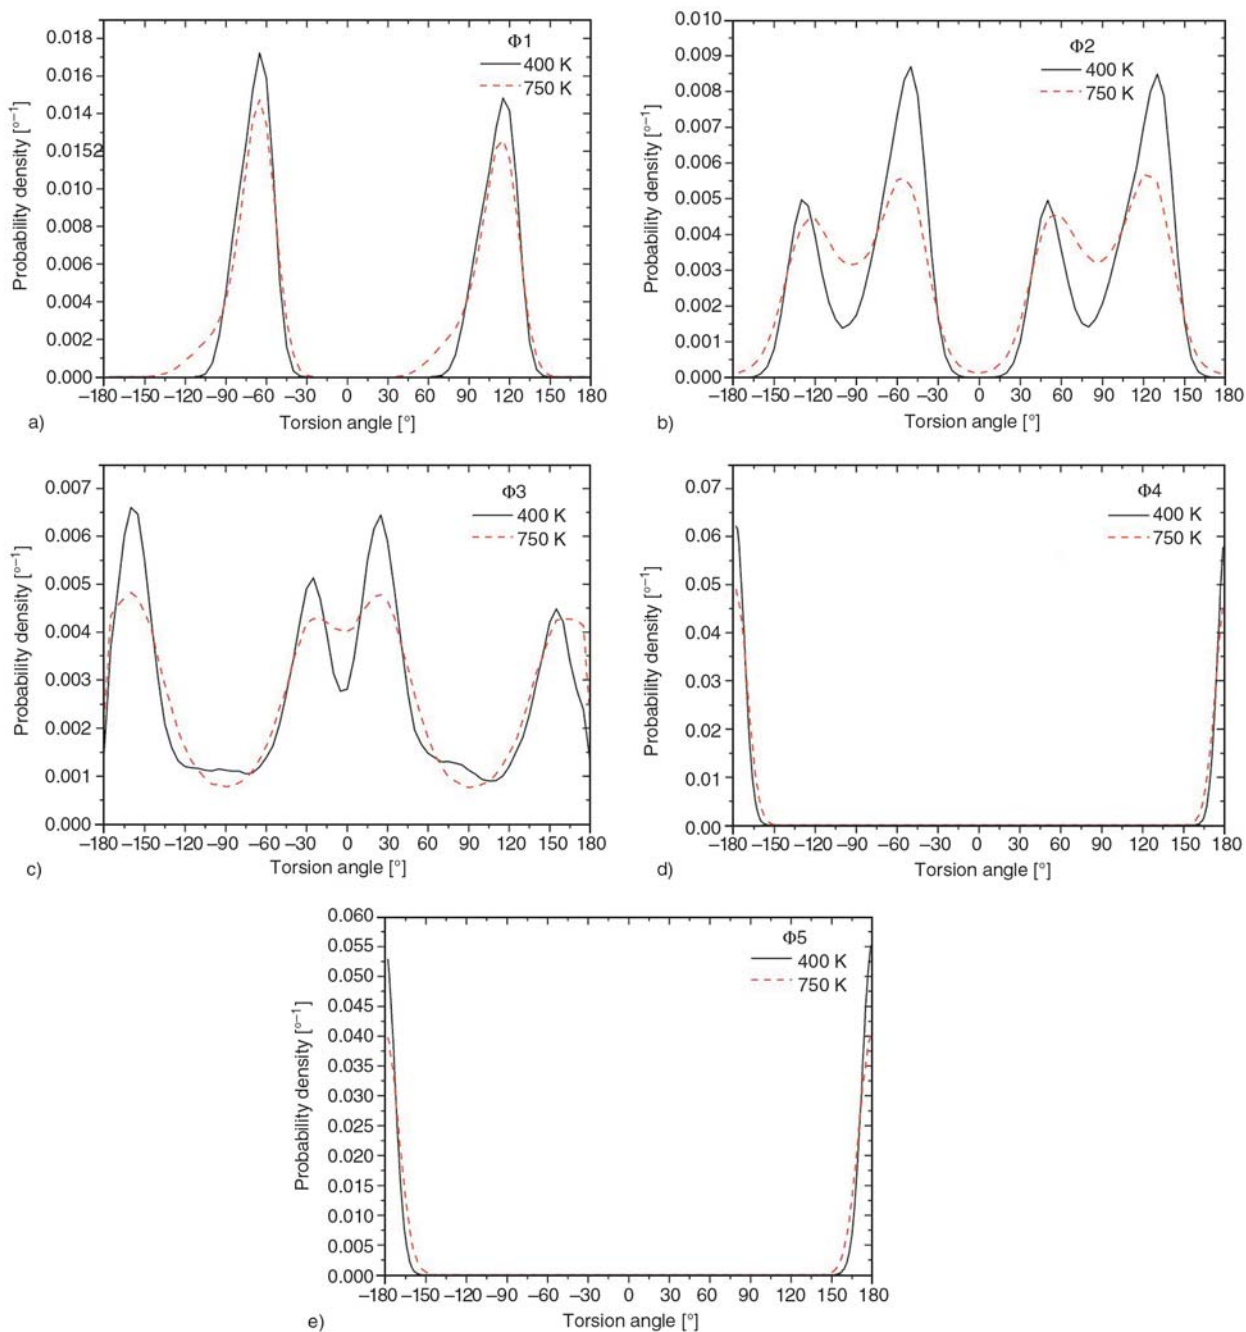 Φ1
400 K
750 K
Probability density [°⁻¹]
0.018
0.016
0.014
0.0152
0.010
0.008
0.006
0.004
0.002
0.000
–180 –150 –120 –90 –60 –30 0 30 60 90 120 150 180
a) Torsion angle [°]
Φ2
400 K
750 K
Probability density [°⁻¹]
0.010
0.009
0.008
0.007
0.006
0.005
0.004
0.003
0.002
0.001
0.000
–180 –150 –120 –90 –60 –30 0 30 60 90 120 150 180
b) Torsion angle [°]
Φ3
400 K
750 K
Probability density [°⁻¹]
0.007
0.006
0.005
0.004
0.003
0.002
0.001
0.000
–180 –150 –120 –90 –60 –30 0 30 60 90 120 150 180
c) Torsion angle [°]
Φ4
400 K
750 K
Probability density [°⁻¹]
0.07
0.06
0.05
0.04
0.03
0.02
0.01
0.00
–180 –150 –120 –90 –60 –30 0 30 60 90 120 150 180
d) Torsion angle [°]
Φ5
400 K
750 K
Probability density [°⁻¹]
0.060
0.055
0.050
0.045
0.040
0.035
0.030
0.025
0.020
0.015
0.010
0.005
0.000
–180 –150 –120 –90 –60 –30 0 30 60 90 120 150 180
e) Torsion angle [°]